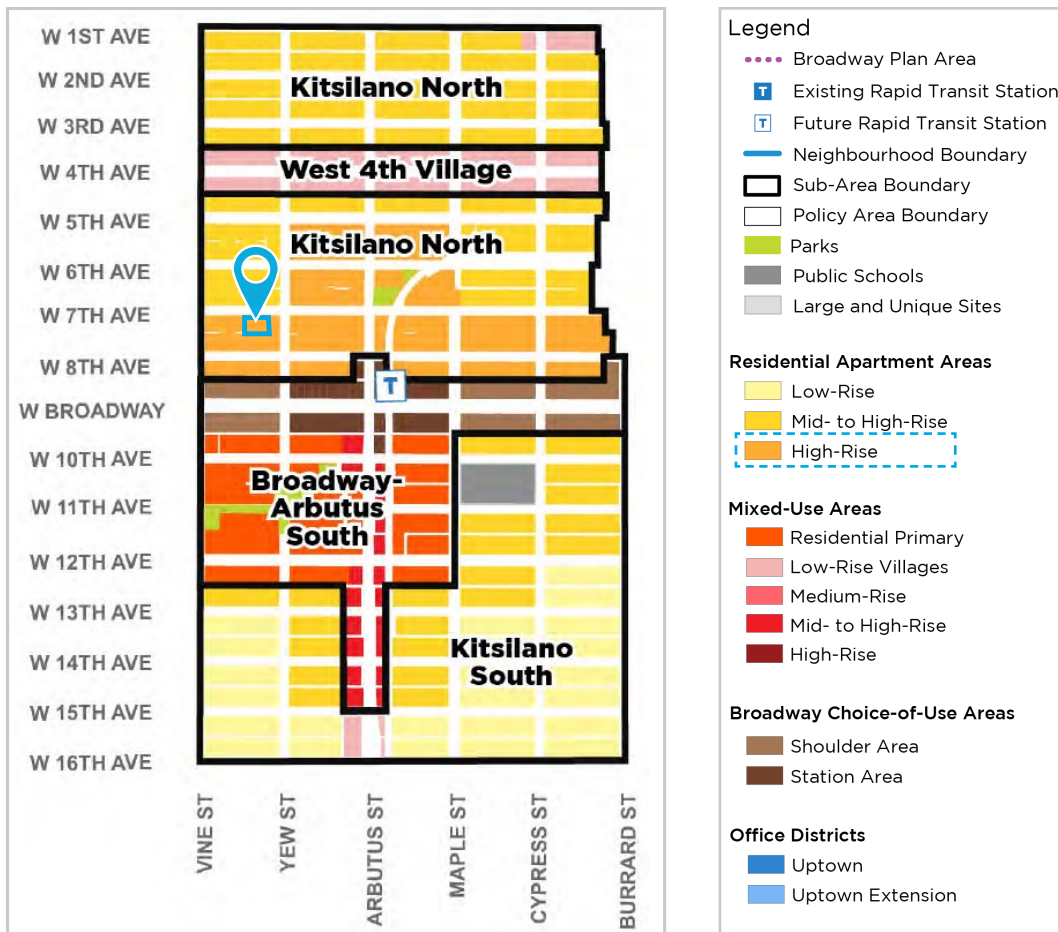 W 1ST AVE
W 2ND AVE
W 3RD AVE
W 4TH AVE
W 5TH AVE
W 6TH AVE
W 7TH AVE
W 8TH AVE
W BROADWAY
W 10TH AVE
W 11TH AVE
W 12TH AVE
W 13TH AVE
W 14TH AVE
W 15TH AVE
W 16TH AVE
Kitsilano North
West 4th Village
Kitsilano North
T
Broadway-
Arbutus
South
Kitsilano
South
VINE ST
YEW ST
ARBUTUS ST
MAPLE ST
CYPRESS ST
BURRARD ST
Legend
Broadway Plan Area
T Existing Rapid Transit Station
T Future Rapid Transit Station
Neighbourhood Boundary
Sub-Area Boundary
Policy Area Boundary
Parks
Public Schools
Large and Unique Sites
Residential Apartment Areas
Low-Rise
Mid- to High-Rise
High-Rise
Mixed-Use Areas
Residential Primary
Low-Rise Villages
Medium-Rise
Mid- to High-Rise
High-Rise
Broadway Choice-of-Use Areas
Shoulder Area
Station Area
Office Districts
Uptown
Uptown Extension